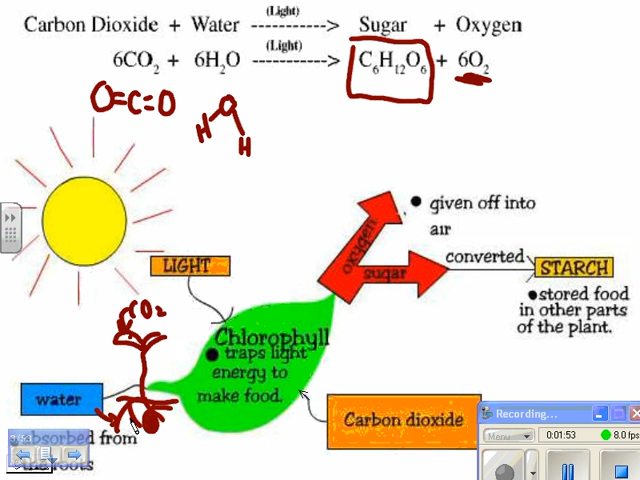 (Light)
Carbon Dioxide + Water -----------> Sugar + Oxygen
(Light)
6CO2 + 6H2O -----------> C6H12O6 + 6O2
O=C=O
O
H H
given off into
air
oxygen
sugar
converted
STARCH
stored food
in other parts
of the plant.
LIGHT
CO2
Chlorophyll
traps light
energy to
make food.
water
absorbed from
roots
Carbon dioxide
Recording...
Menu
0:01:53
8.0 fp